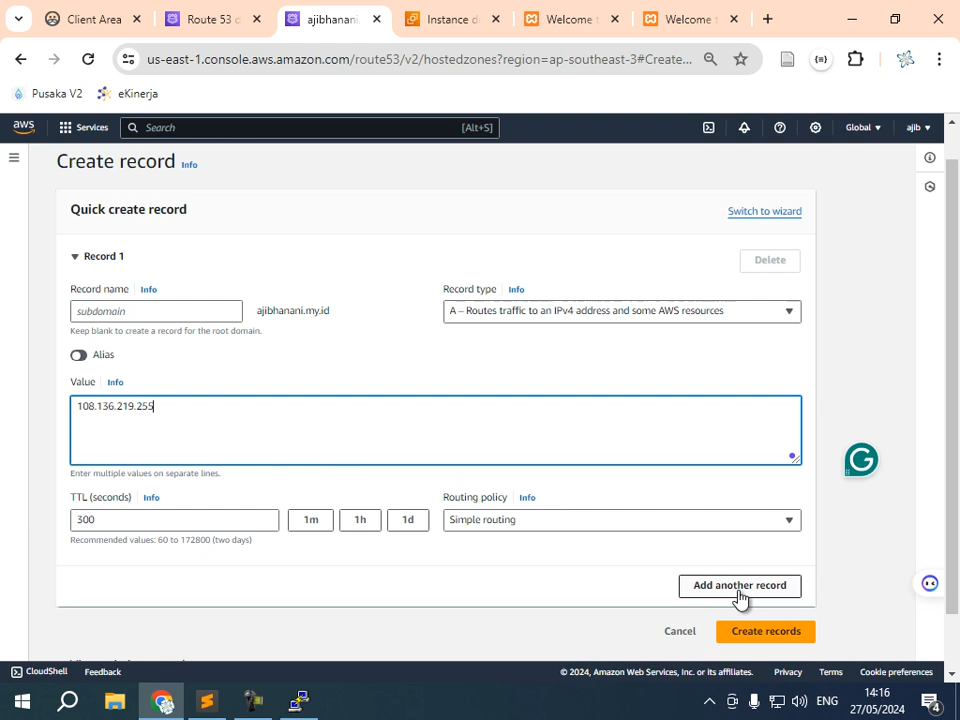 Client Area
Route 53 d
ajibhanani.
Instance d
Welcome t
Welcome t
us-east-1.console.aws.amazon.com/route53/v2/hostedzones?region=ap-southeast-3#Create...
Pusaka V2
eKinerja
aws
Services
Search
[Alt+S]
Global
ajib
Create record
Info
Quick create record
Switch to wizard
Record 1
Delete
Record name
Info
Record type
Info
subdomain
ajibhanani.my.id
A – Routes traffic to an IPv4 address and some AWS resources
Keep blank to create a record for the root domain.
Alias
Value
Info
108.136.219.255
Enter multiple values on separate lines.
TTL (seconds)
Info
Routing policy
Info
300
1m
1h
1d
Simple routing
Recommended values: 60 to 172800 (two days)
Add another record
Cancel
Create records
CloudShell
Feedback
© 2024, Amazon Web Services, Inc. or its affiliates.
Privacy
Terms
Cookie preferences
ENG
14:16
27/05/2024
4